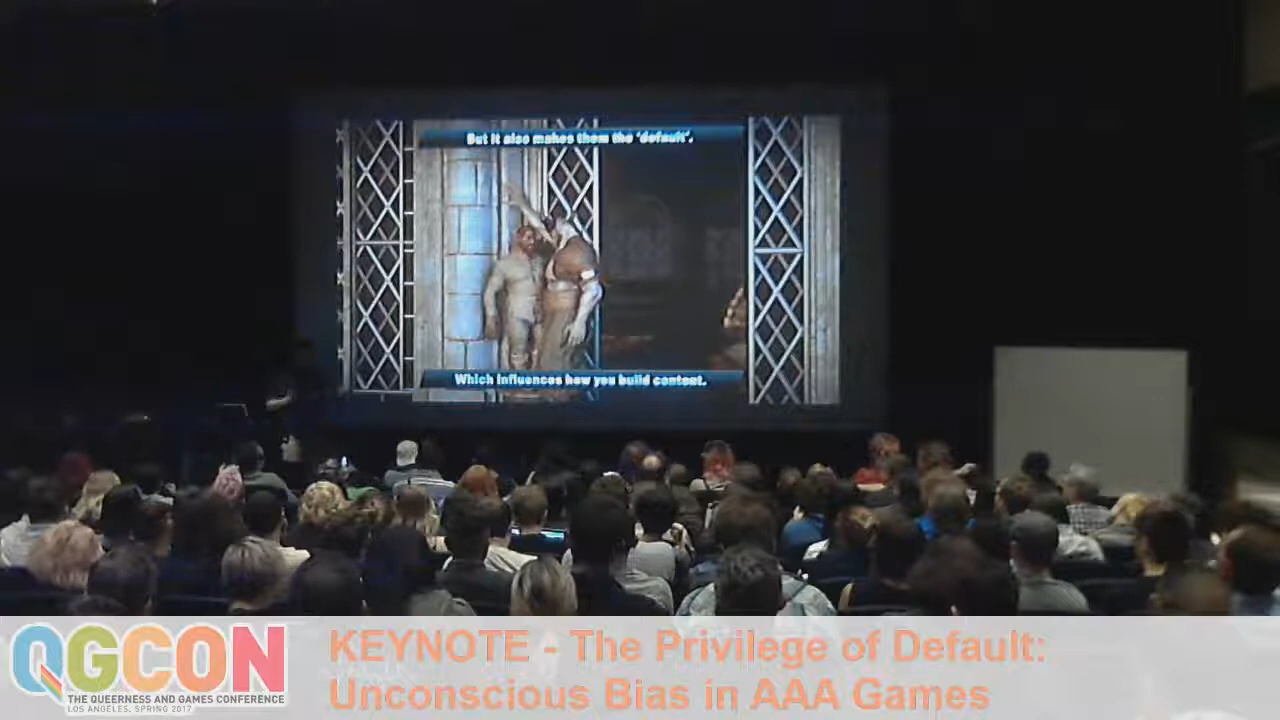 But it also makes them the 'default'.
Which influences how you build content.
QGCON
THE QUEERNESS AND GAMES CONFERENCE
LOS ANGELES, SPRING 2017
KEYNOTE - The Privilege of Default:
Unconscious Bias in AAA Games